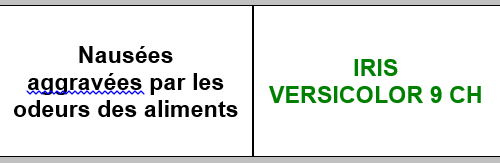 Nausées
aggravées par les
odeurs des aliments
IRIS
VERSICOLOR 9 CH